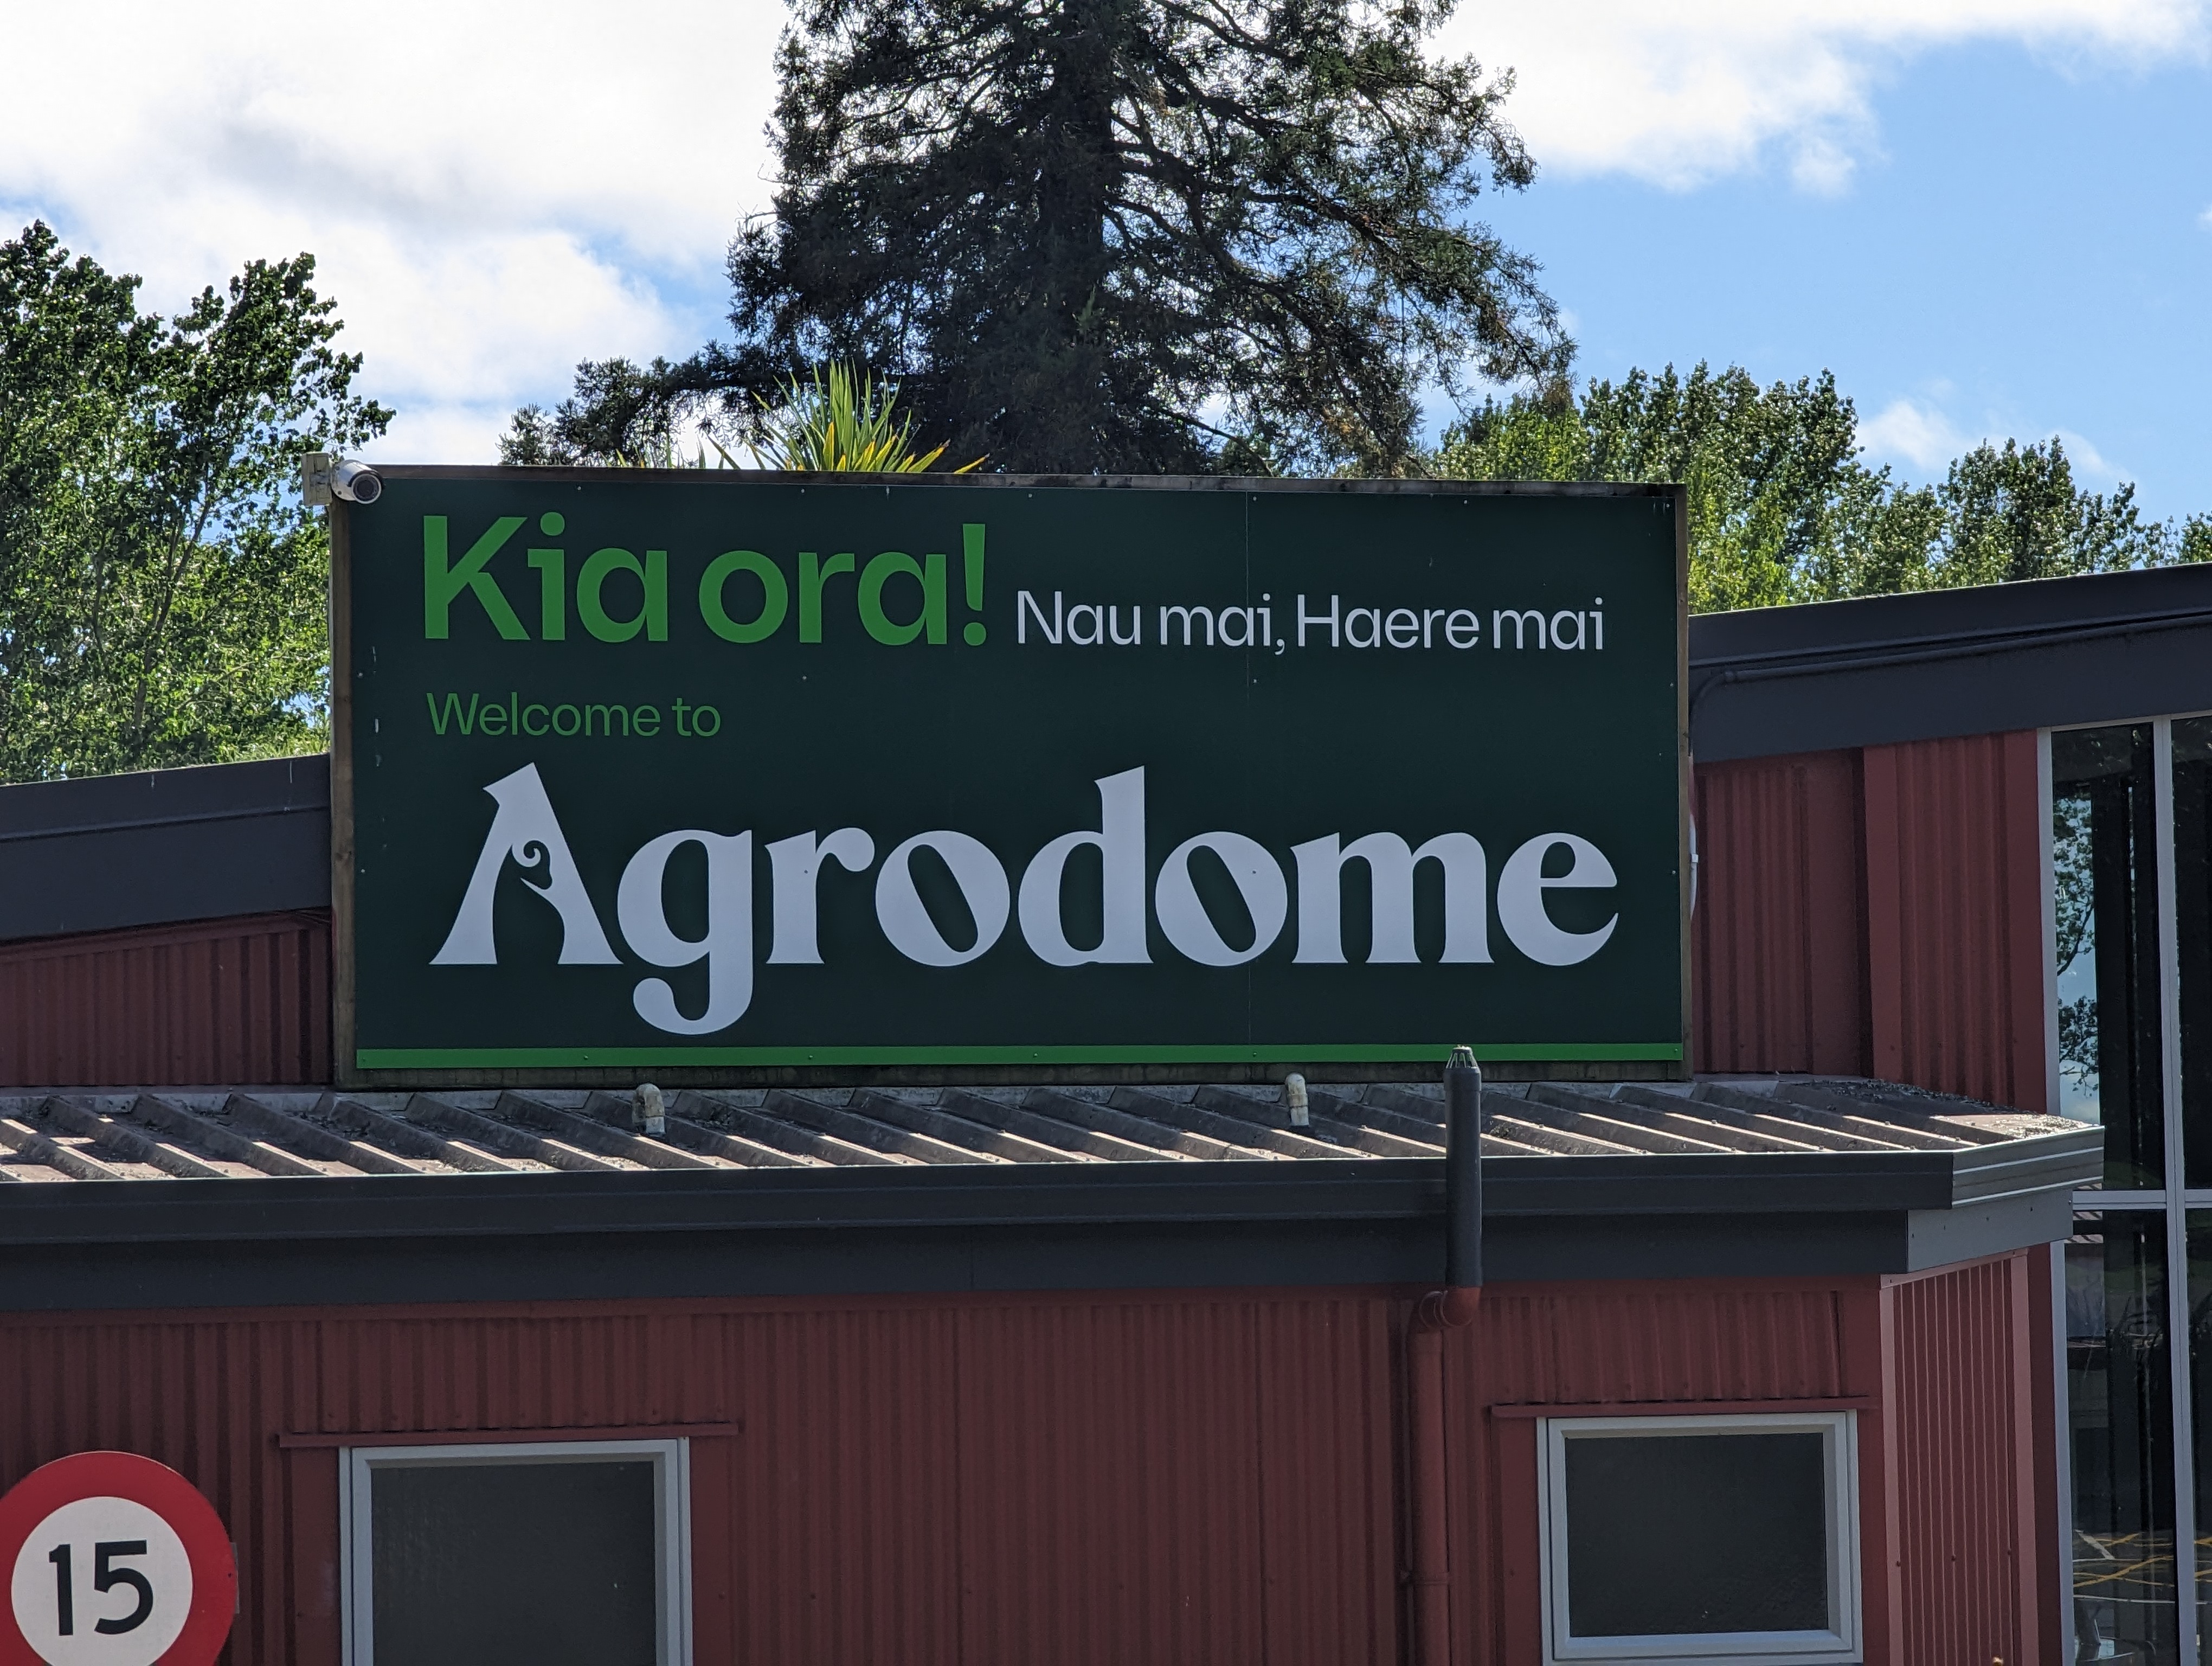 Kia ora! Nau mai, Haere mai
Welcome to
Agrodome
15